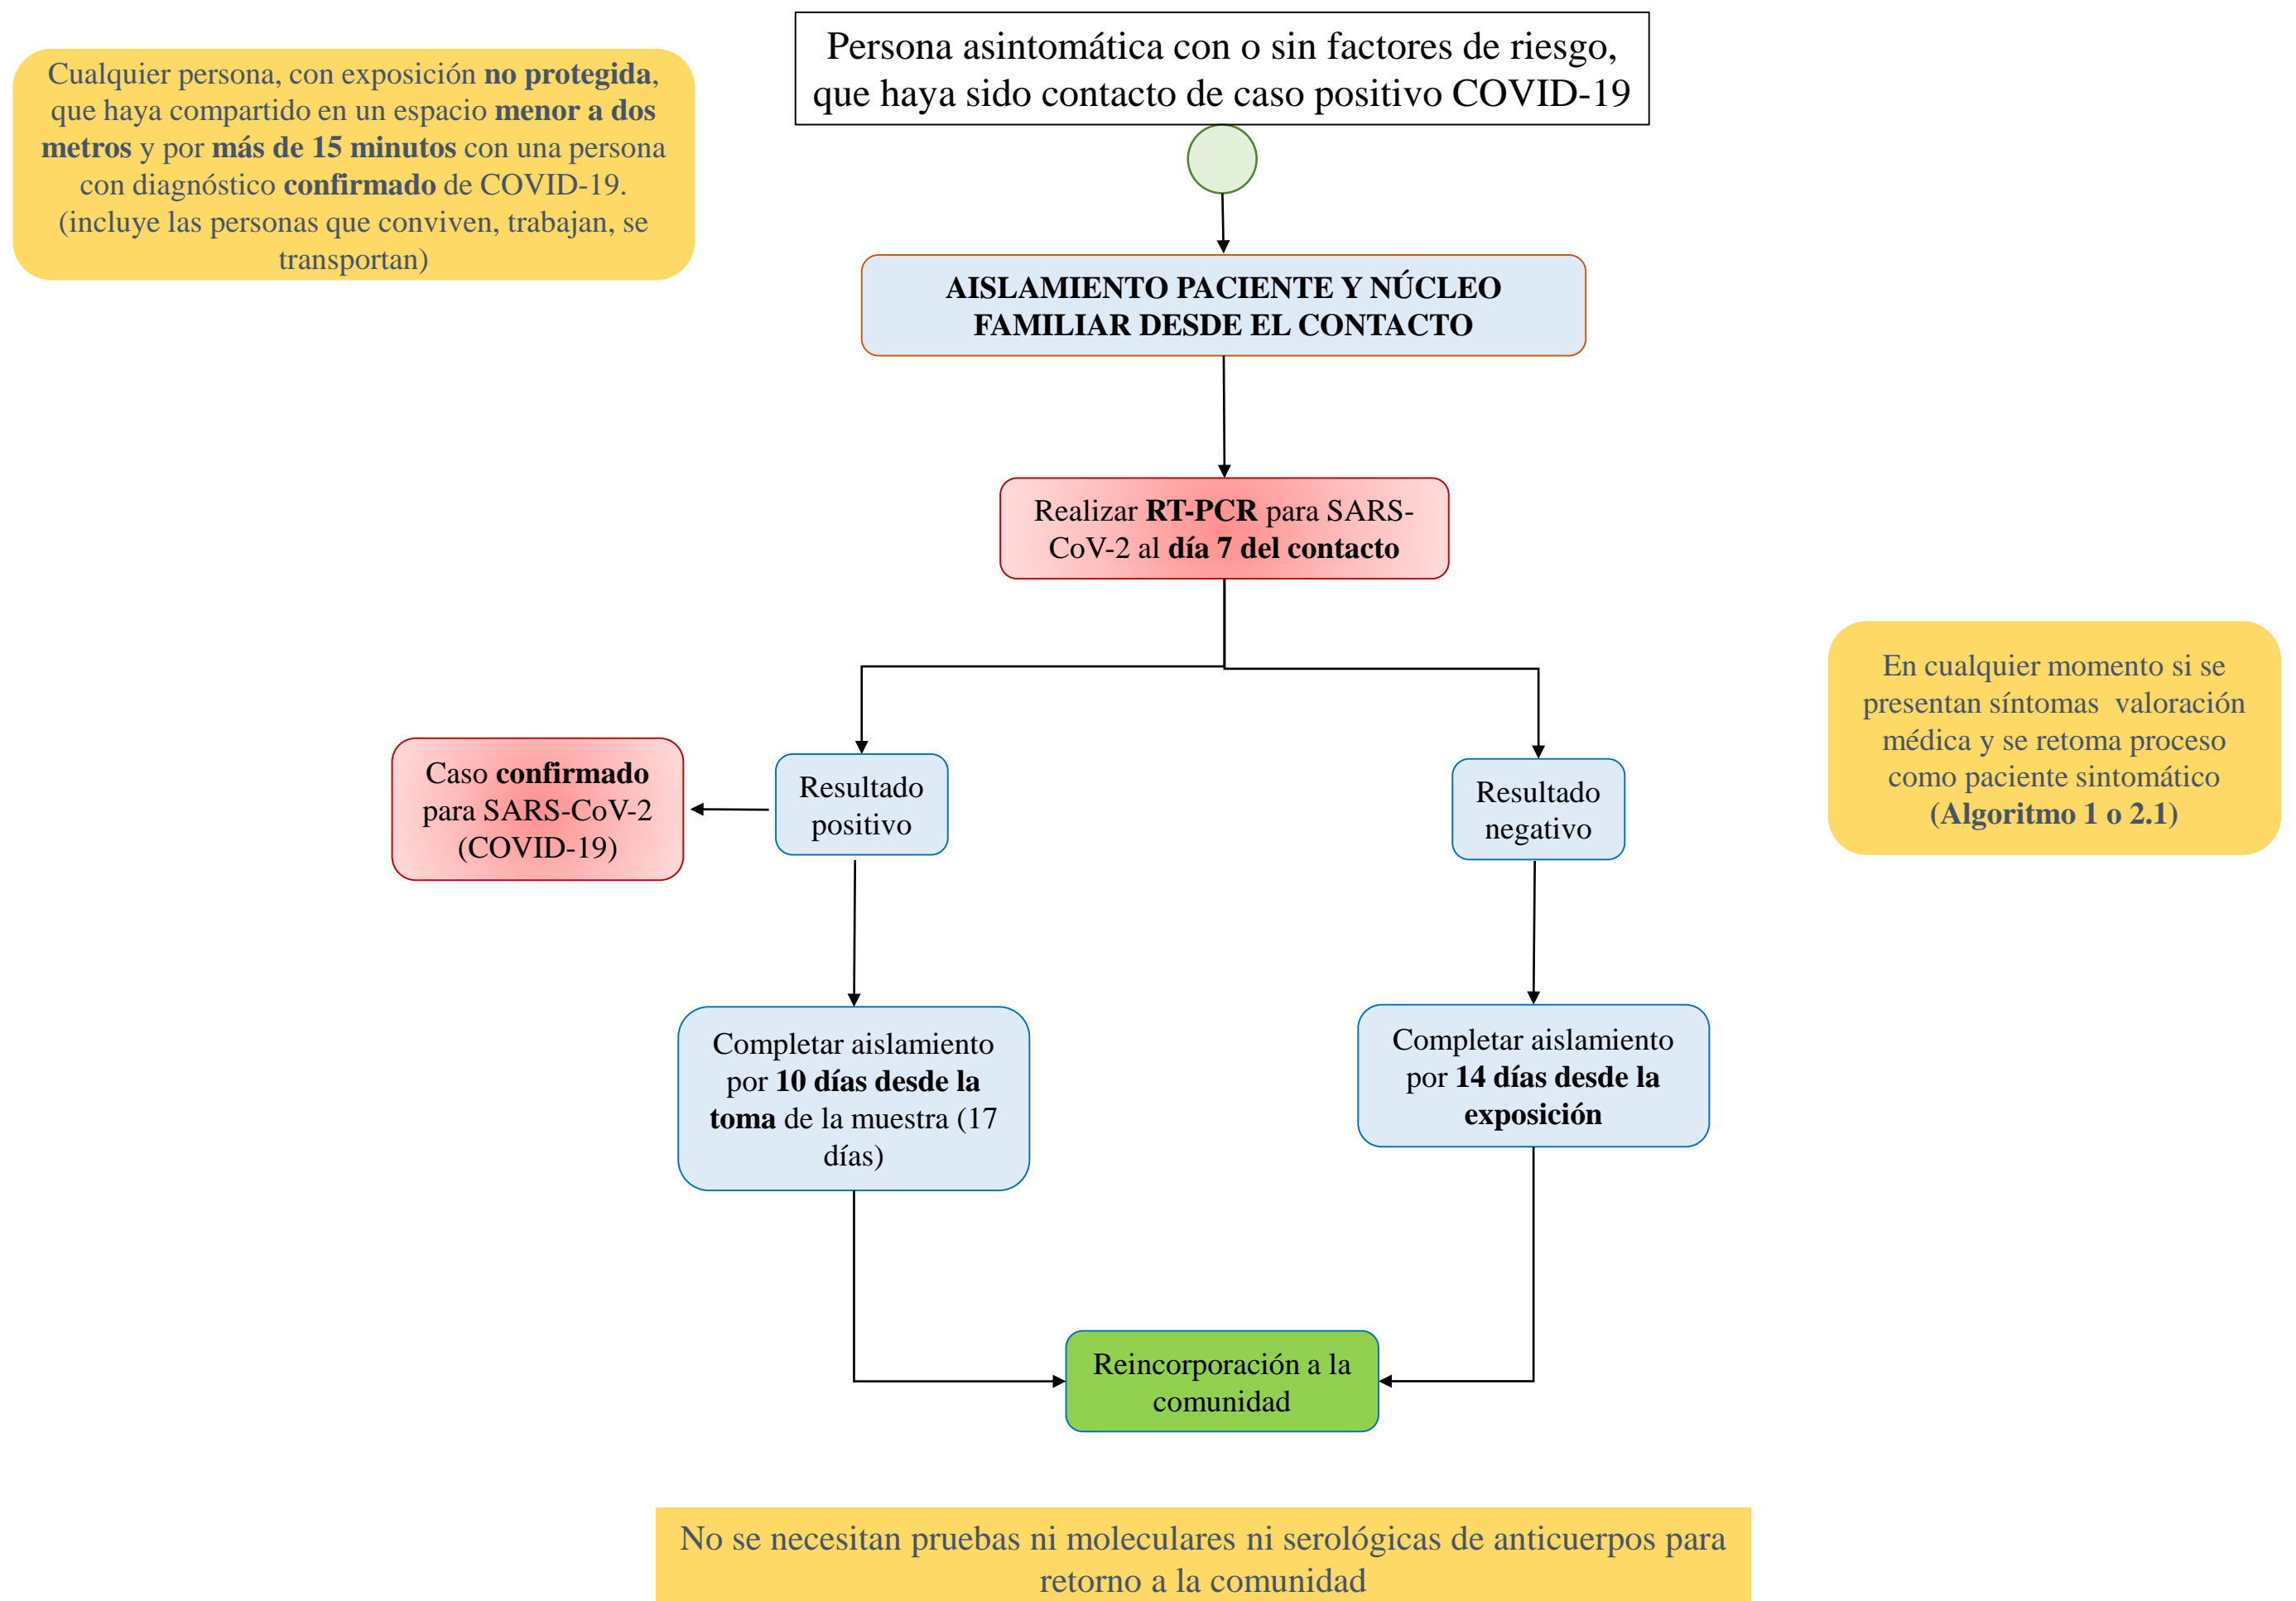 Persona asintomática con o sin factores de riesgo,
que haya sido contacto de caso positivo COVID-19
Cualquier persona, con exposición no protegida,
que haya compartido en un espacio menor a dos
metros y por más de 15 minutos con una persona
con diagnóstico confirmado de COVID-19.
(incluye las personas que conviven, trabajan, se
transportan)
AISLAMIENTO PACIENTE Y NÚCLEO
FAMILIAR DESDE EL CONTACTO
Realizar RT-PCR para SARS-
CoV-2 al día 7 del contacto
En cualquier momento si se
presentan síntomas  valoración
médica y se retoma proceso
como paciente sintomático
(Algoritmo 1 o 2.1)
Caso confirmado
para SARS-CoV-2
(COVID-19)
Resultado
positivo
Resultado
negativo
Completar aislamiento
por 10 días desde la
toma de la muestra (17
días)
Completar aislamiento
por 14 días desde la
exposición
Reincorporación a la
comunidad
No se necesitan pruebas ni moleculares ni serológicas de anticuerpos para
retorno a la comunidad